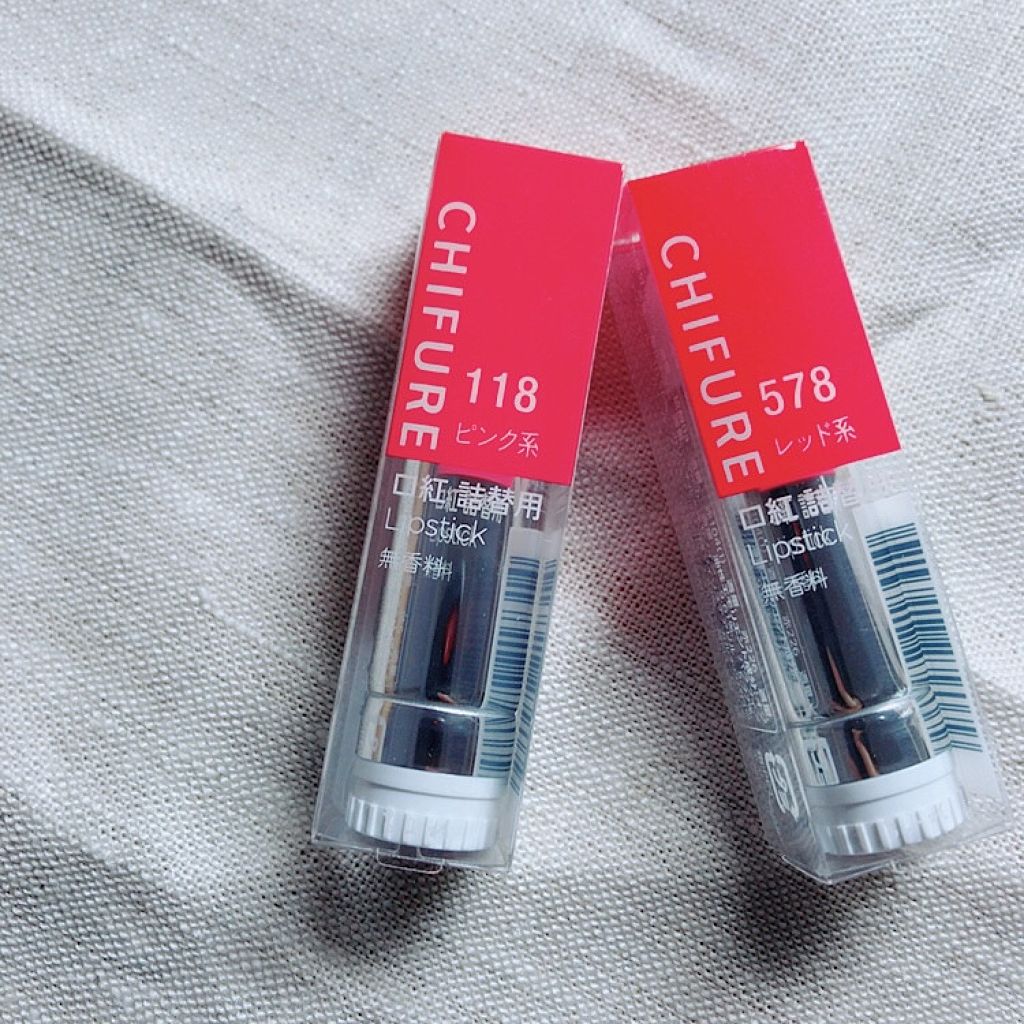 CHIFURE
118
ピンク系
口紅 詰替用
Lipstick
無香料
CHIFURE
578
レッド系
口紅 詰替
Lipstick
無香料